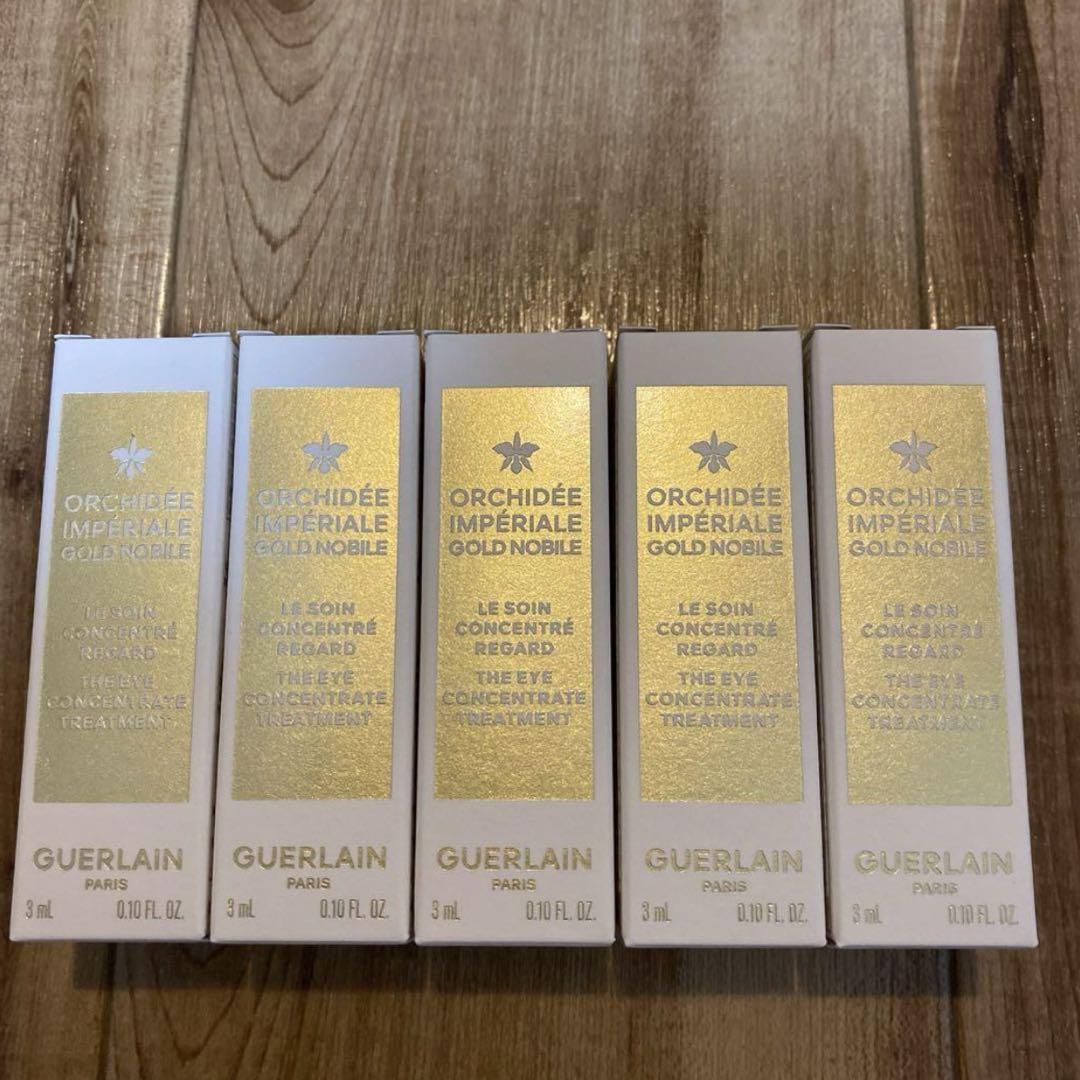 ORCHIDÉE
IMPÉRIALE
GOLD NOBILE
LE SOIN
CONCENTRÉ
REGARD
THE EYE
CONCENTRATE
TREATMENT
GUERLAIN
PARIS
3 mL 0.10 FL. OZ.
ORCHIDÉE
IMPÉRIALE
GOLD NOBILE
LE SOIN
CONCENTRÉ
REGARD
THE EYE
CONCENTRATE
TREATMENT
GUERLAIN
PARIS
3 mL 0.10 FL. OZ.
ORCHIDÉE
IMPÉRIALE
GOLD NOBILE
LE SOIN
CONCENTRÉ
REGARD
THE EYE
CONCENTRATE
TREATMENT
GUERLAIN
PARIS
3 mL 0.10 FL. OZ.
ORCHIDÉE
IMPÉRIALE
GOLD NOBILE
LE SOIN
CONCENTRÉ
REGARD
THE EYE
CONCENTRATE
TREATMENT
GUERLAIN
PARIS
3 mL 0.10 FL. OZ.
ORCHIDÉE
IMPÉRIALE
GOLD NOBILE
LE SOIN
CONCENTRÉ
REGARD
THE EYE
CONCENTRATE
TREATMENT
GUERLAIN
PARIS
3 mL 0.10 FL. OZ.